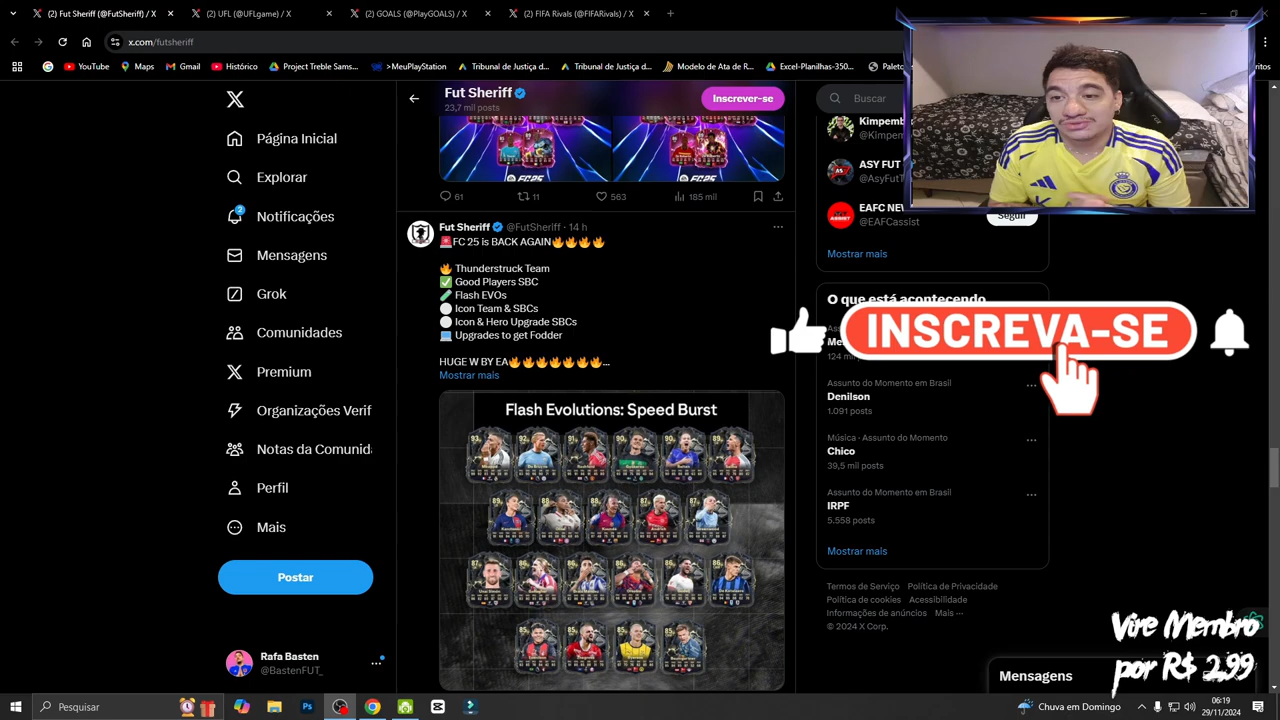 (2) Fut Sheriff (@FutSheriff) / X
(2) UFL (@UFLgame) / X
(2) GOALS (@PlayGOALS) / X
(2) FIFA Rivals (@FIFARivals) / X
x.com/futsheriff
YouTube
Maps
Gmail
Histórico
Project Treble Sams...
>MeuPlayStation
Tribunal de Justiça d...
Tribunal de Justiça d...
Modelo de Ata de R...
Excel-Planilhas-350...
Fut Sheriff
23,7 mil posts
Inscrever-se
Buscar
Página Inicial
Explorar
2
Notificações
Mensagens
Grok
Comunidades
Premium
Organizações Verif
Notas da Comunid
Perfil
Mais
Postar
Rafa Basten
@BastenFUT_
FC25
61
11
563
185 mil
Fut Sheriff @FutSheriff · 14 h
🚨FC 25 is BACK AGAIN🔥🔥🔥🔥
🔥 Thunderstruck Team
✅ Good Players SBC
🧪 Flash EVOs
⚪ Icon Team & SBCs
⚪ Icon & Hero Upgrade SBCs
💻 Upgrades to get Fodder
HUGE W BY EA🔥🔥🔥🔥🔥🔥🔥...
Mostrar mais
Flash Evolutions: Speed Burst
ASY FUT
@AsyFutT
EAFC NEW
@EAFCassist
Seguir
Mostrar mais
O que está acontecendo
INSCREVA-SE
124 mil
Assunto do Momento em Brasil
Denilson
1.091 posts
Música · Assunto do Momento
Chico
39,5 mil posts
Assunto do Momento em Brasil
IRPF
5.558 posts
Mostrar mais
Termos de Serviço Política de Privacidade
Política de cookies Acessibilidade
Informações de anúncios Mais ···
© 2024 X Corp.
Vire Membro
por R$ 2,99
Mensagens
Pesquisar
Chuva em Domingo
06:19
29/11/2024